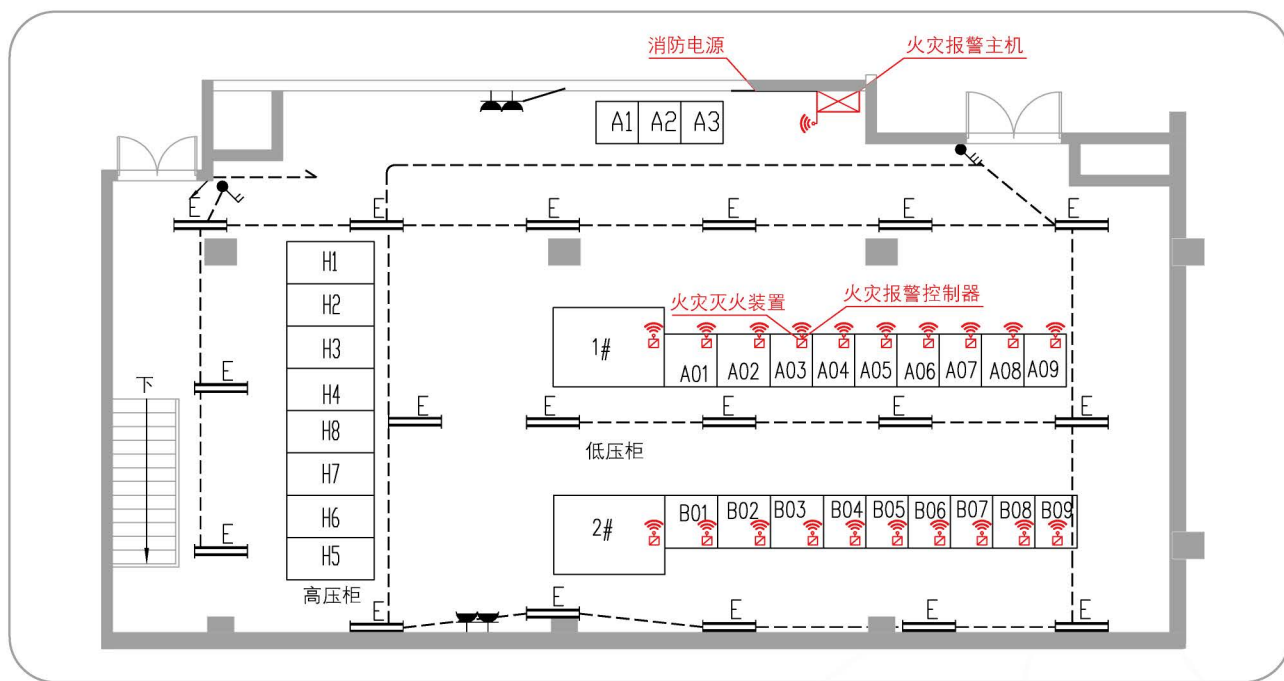 消防电源
火灾报警主机
A1 A2 A3
E E E E E E
H1
H2
H3
H4
H8
H7
H6
H5
高压柜
火灾灭火装置
火灾报警控制器
1#
A01 A02 A03 A04 A05 A06 A07 A08 A09
下
E
E E E E E
低压柜
2#
B01 B02 B03 B04 B05 B06 B07 B08 B09
E
E E E E E